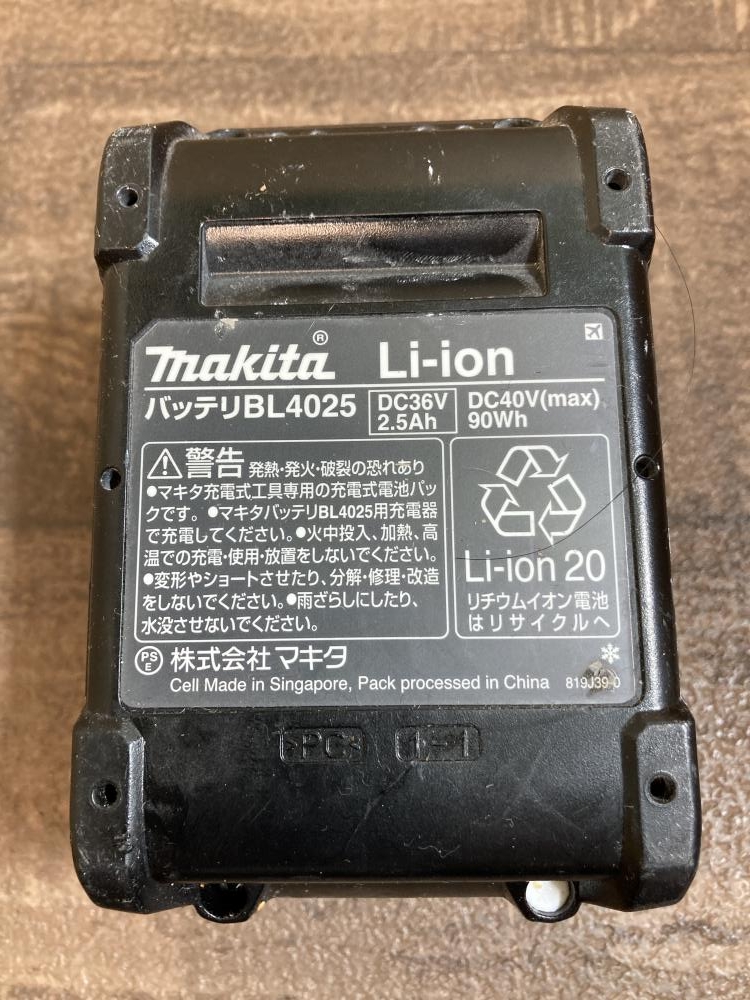 makita® Li-ion
バッテリBL4025 DC36V 2.5Ah DC40V(max) 90Wh
警告 発熱・発火・破裂の恐れあり
●マキタ充電式工具専用の充電式電池パッ
クです。●マキタバッテリBL4025用充電器
で充電してください。●火中投入、加熱、高
温での充電・使用・放置をしないでください。
●変形やショートさせたり、分解・修理・改造
をしないでください。●雨ざらしにしたり、
水没させないでください。
Li-ion 20
リチウムイオン電池
はリサイクルへ
PSE 株式会社 マキタ
Cell Made in Singapore, Pack processed in China 819J39-0
>PC< 1-1